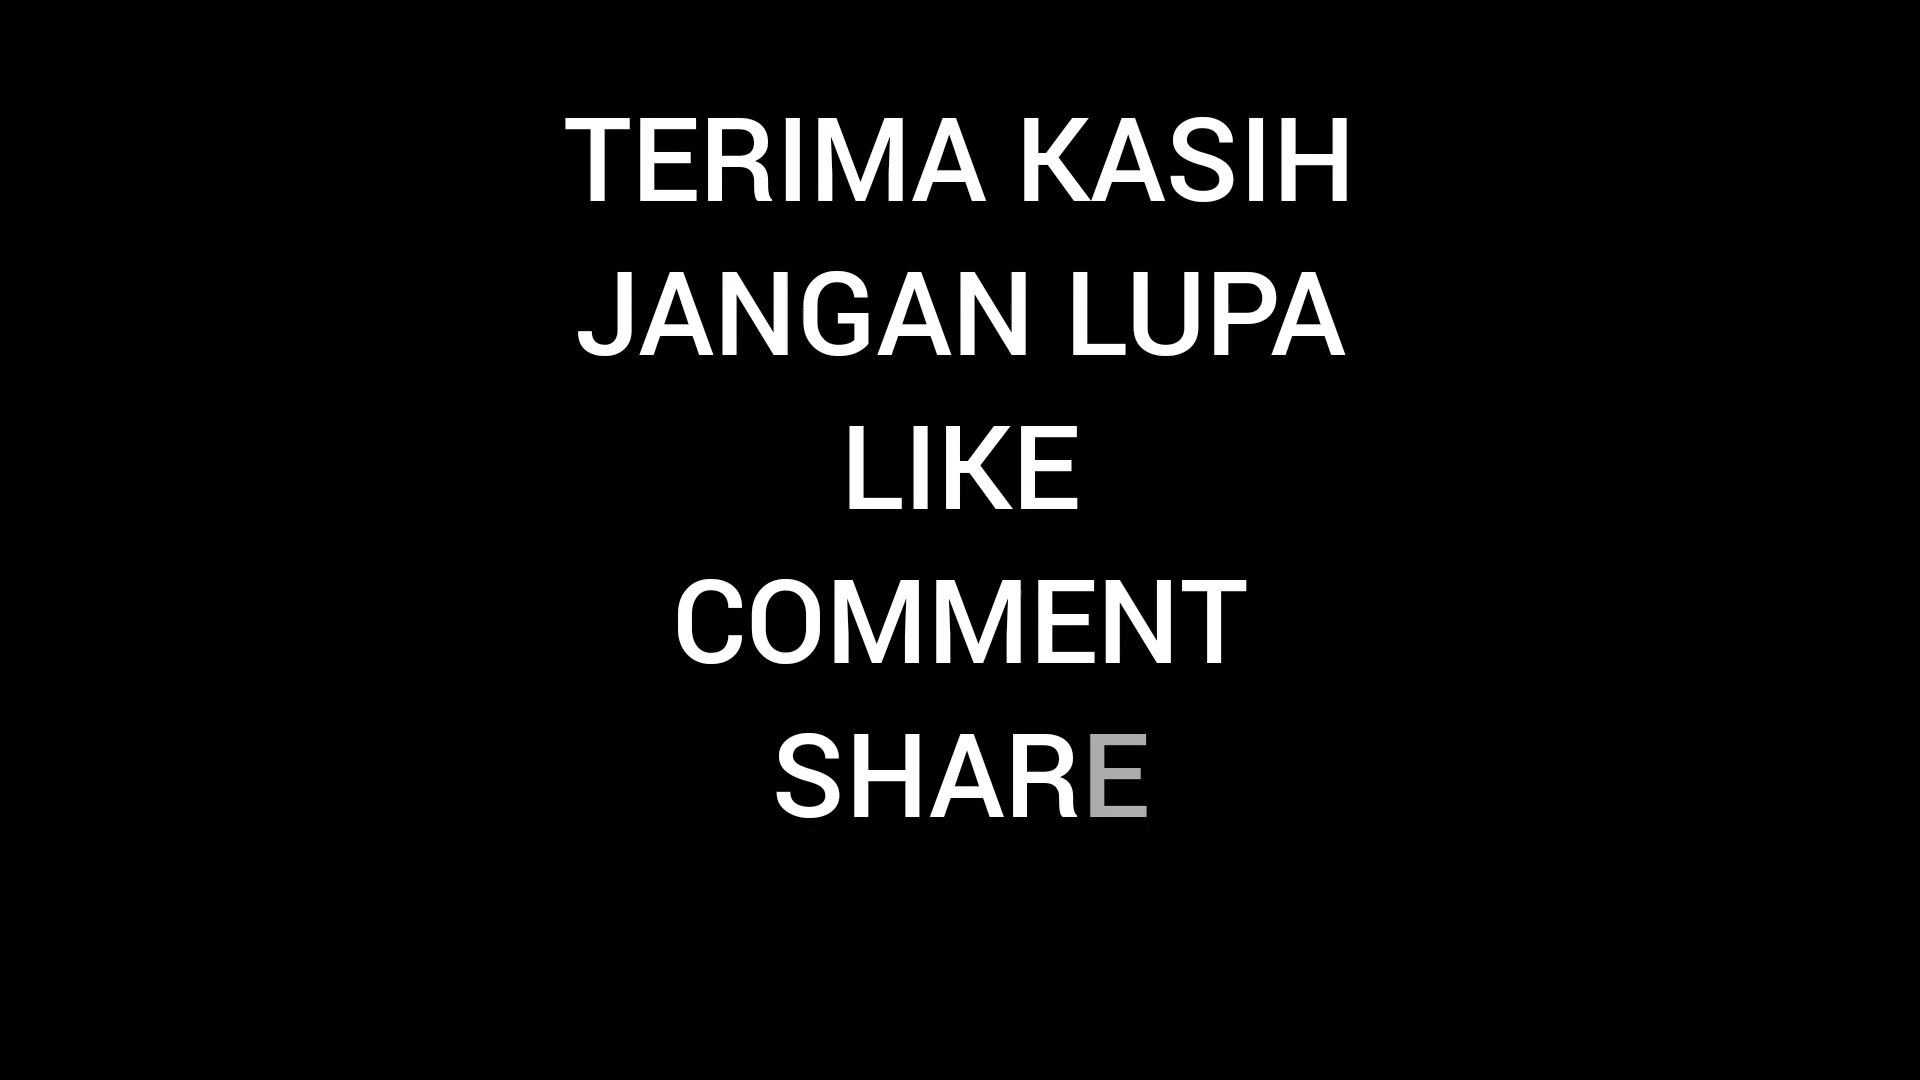 TERIMA KASIH
JANGAN LUPA
LIKE
COMMENT
SHARE